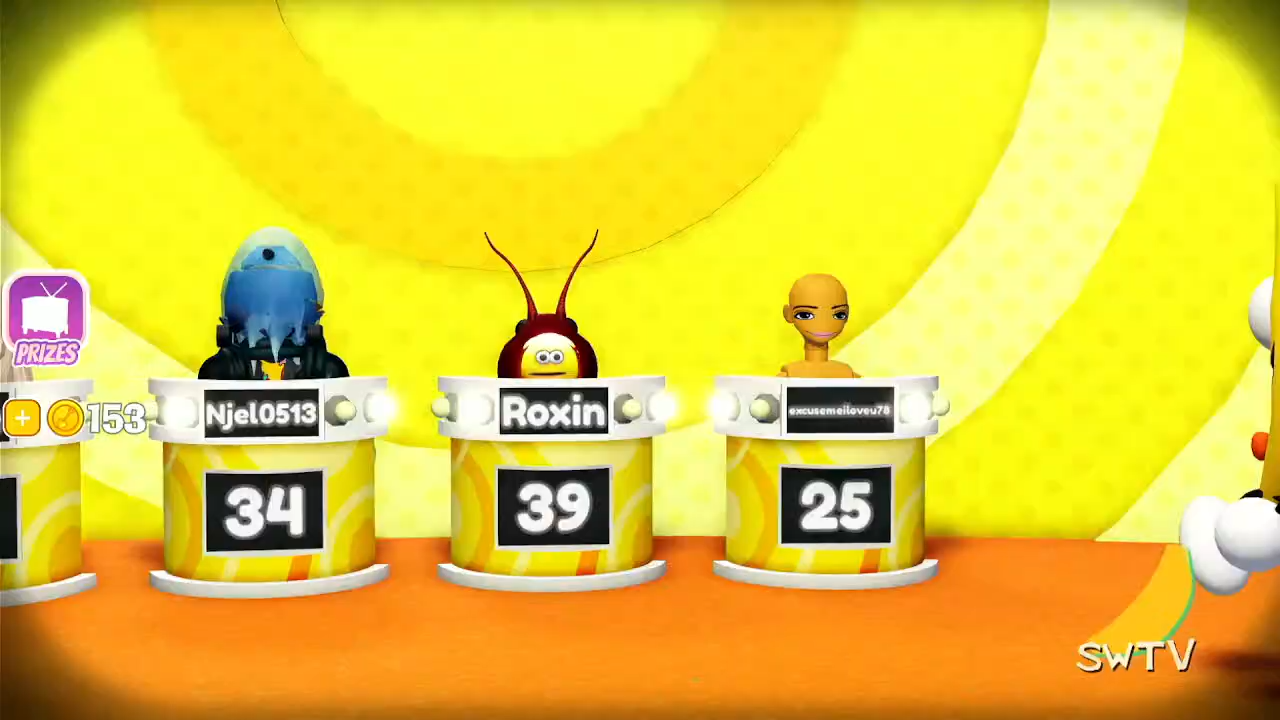 PRIZES
153
Njel0513
Roxin
excusemeiloveu78
34
39
25
SWTV